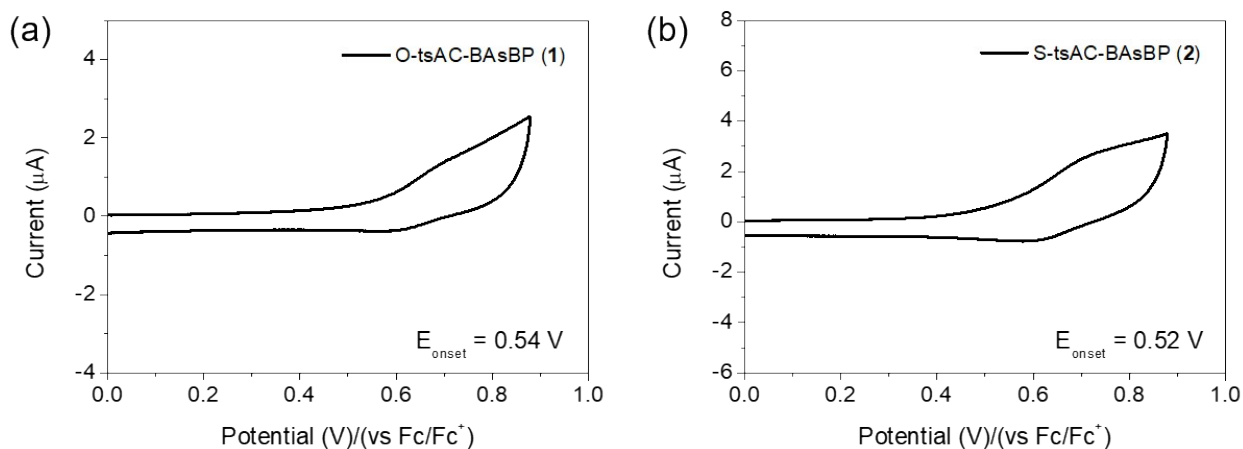 (a)
O-tsAC-BAsBP (1)
4
2
0
-2
-4
Current (μA)
E_onset = 0.54 V
0.0 0.2 0.4 0.6 0.8 1.0
Potential (V)/(vs Fc/Fc⁺)
(b)
S-tsAC-BAsBP (2)
8
6
4
2
0
-2
-4
-6
Current (μA)
E_onset = 0.52 V
0.0 0.2 0.4 0.6 0.8 1.0
Potential (V)/(vs Fc/Fc⁺)